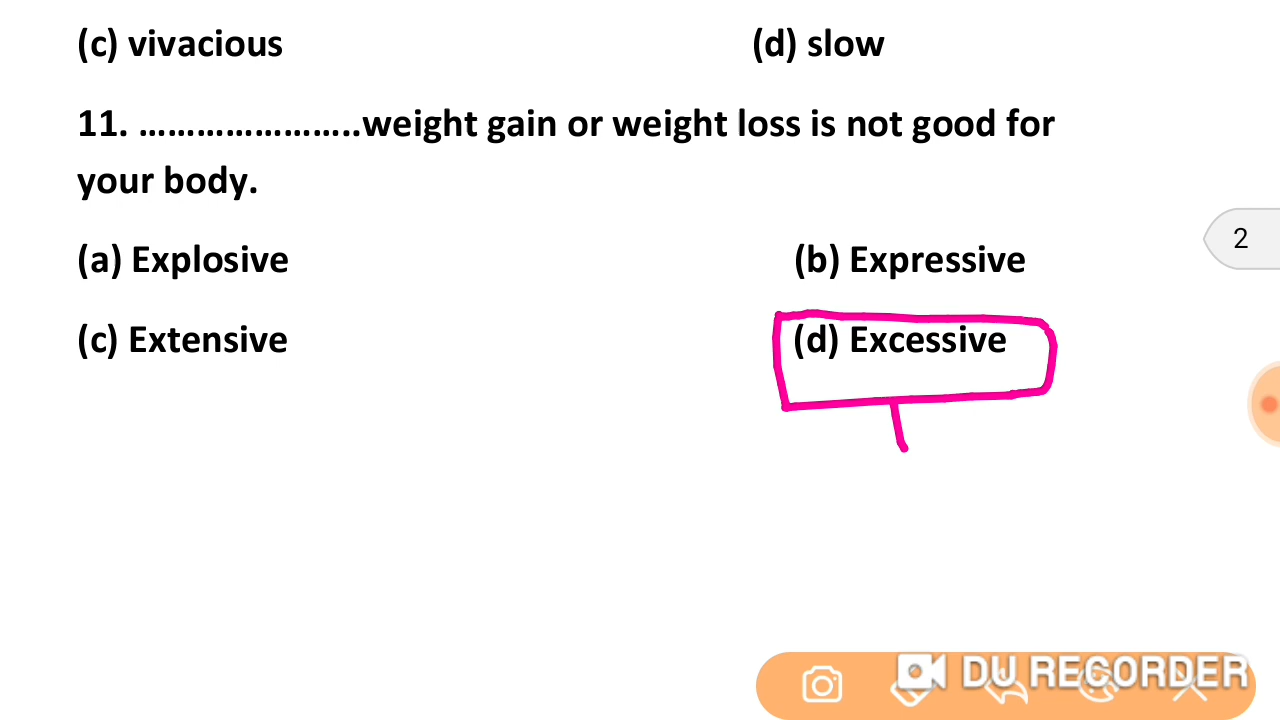 (c) vivacious (d) slow
11. …………………..weight gain or weight loss is not good for
your body.
(a) Explosive (b) Expressive
2
(c) Extensive (d) Excessive
DU RECORDER